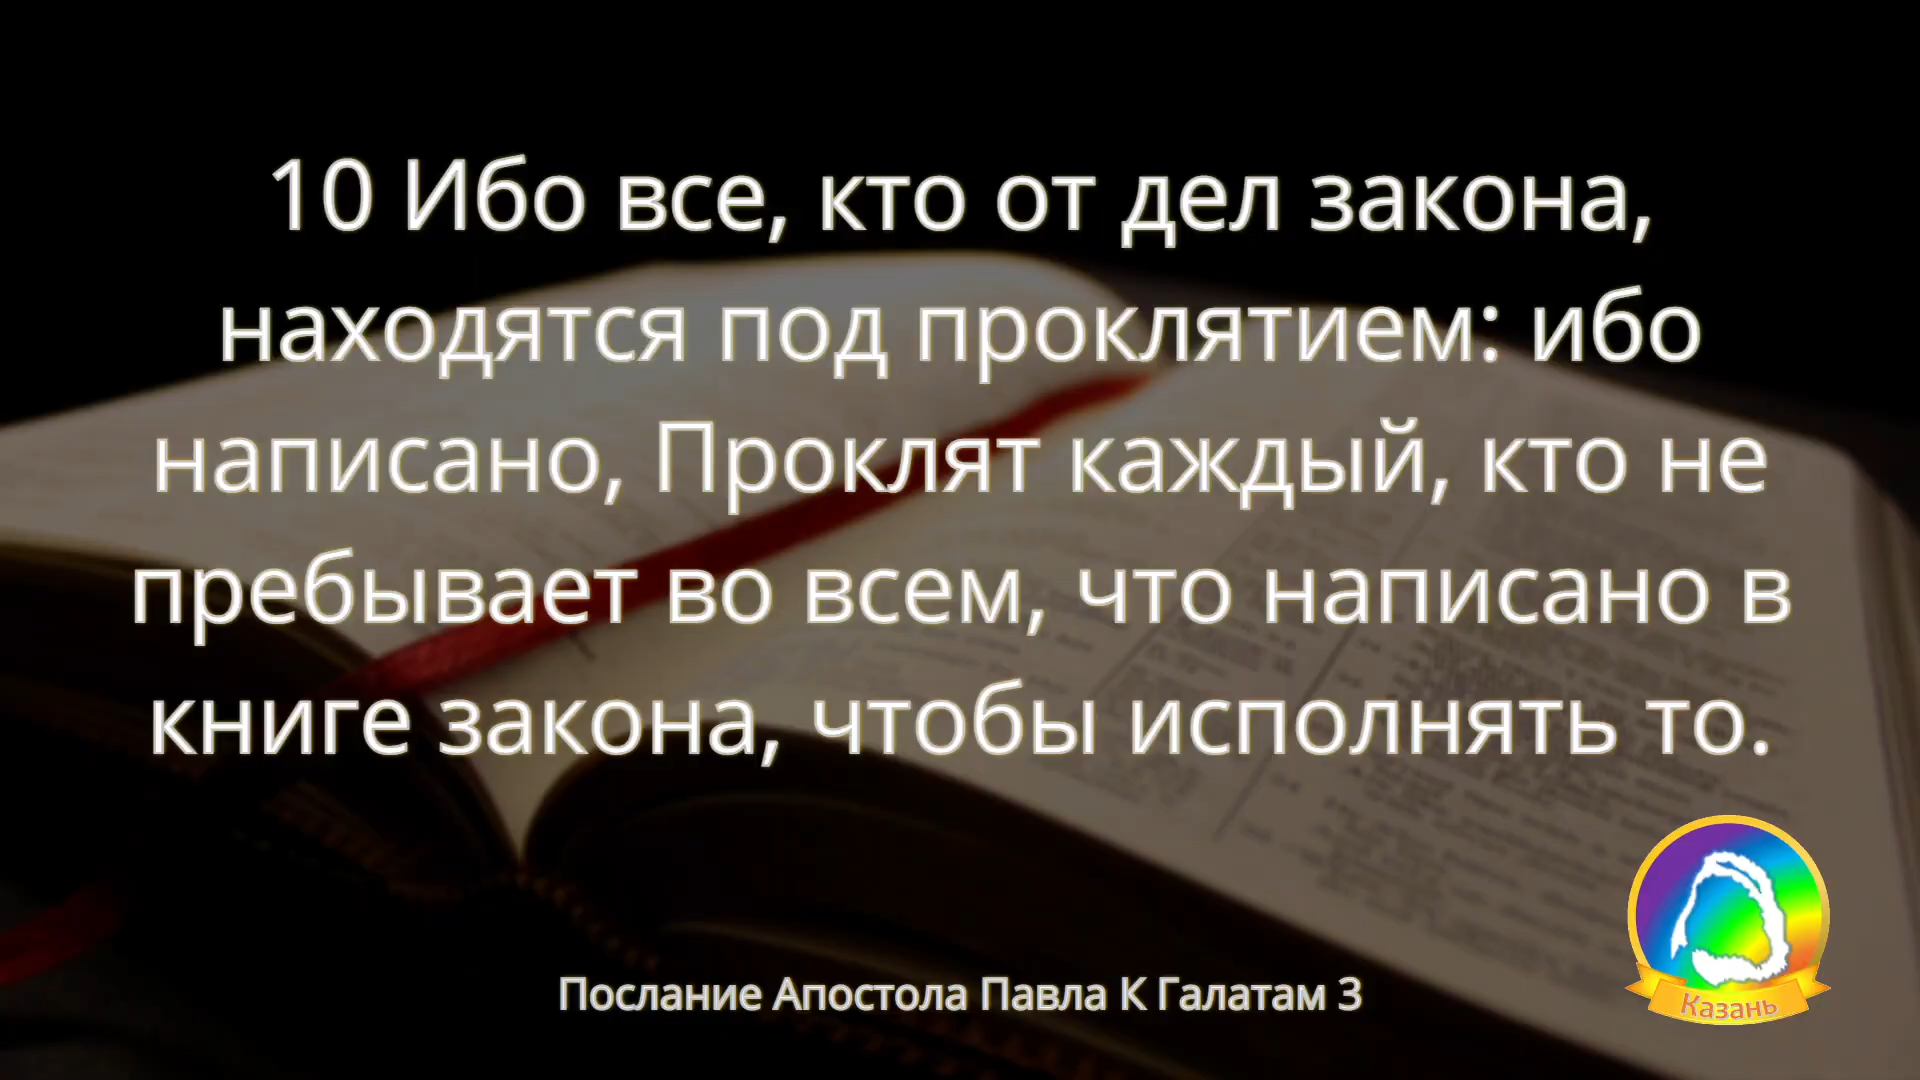 10 Ибо все, кто от дел закона,
находятся под проклятием: ибо
написано, Проклят каждый, кто не
пребывает во всем, что написано в
книге закона, чтобы исполнять то.
Послание Апостола Павла К Галатам 3
Казань